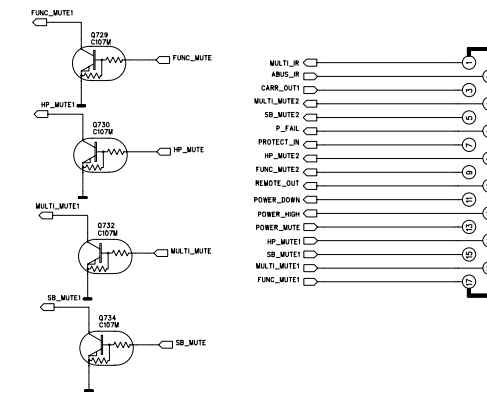 FUNC_MUTE1
Q729
C107M
FUNC_MUTE
HP_MUTE1
Q730
C107M
HP_MUTE
MULTI_MUTE1
Q732
C107M
MULTI_MUTE
SB_MUTE1
Q734
C107M
SB_MUTE
MULTI_IR
1
ABUS_IR
CARR_OUT1
3
MULTI_MUTE2
SB_MUTE2
5
P_FAIL
PROTECT_IN
7
HP_MUTE2
FUNC_MUTE2
9
REMOTE_OUT
POWER_DOWN
11
POWER_HIGH
POWER_MUTE
13
HP_MUTE1
SB_MUTE1
15
MULTI_MUTE1
FUNC_MUTE1
17